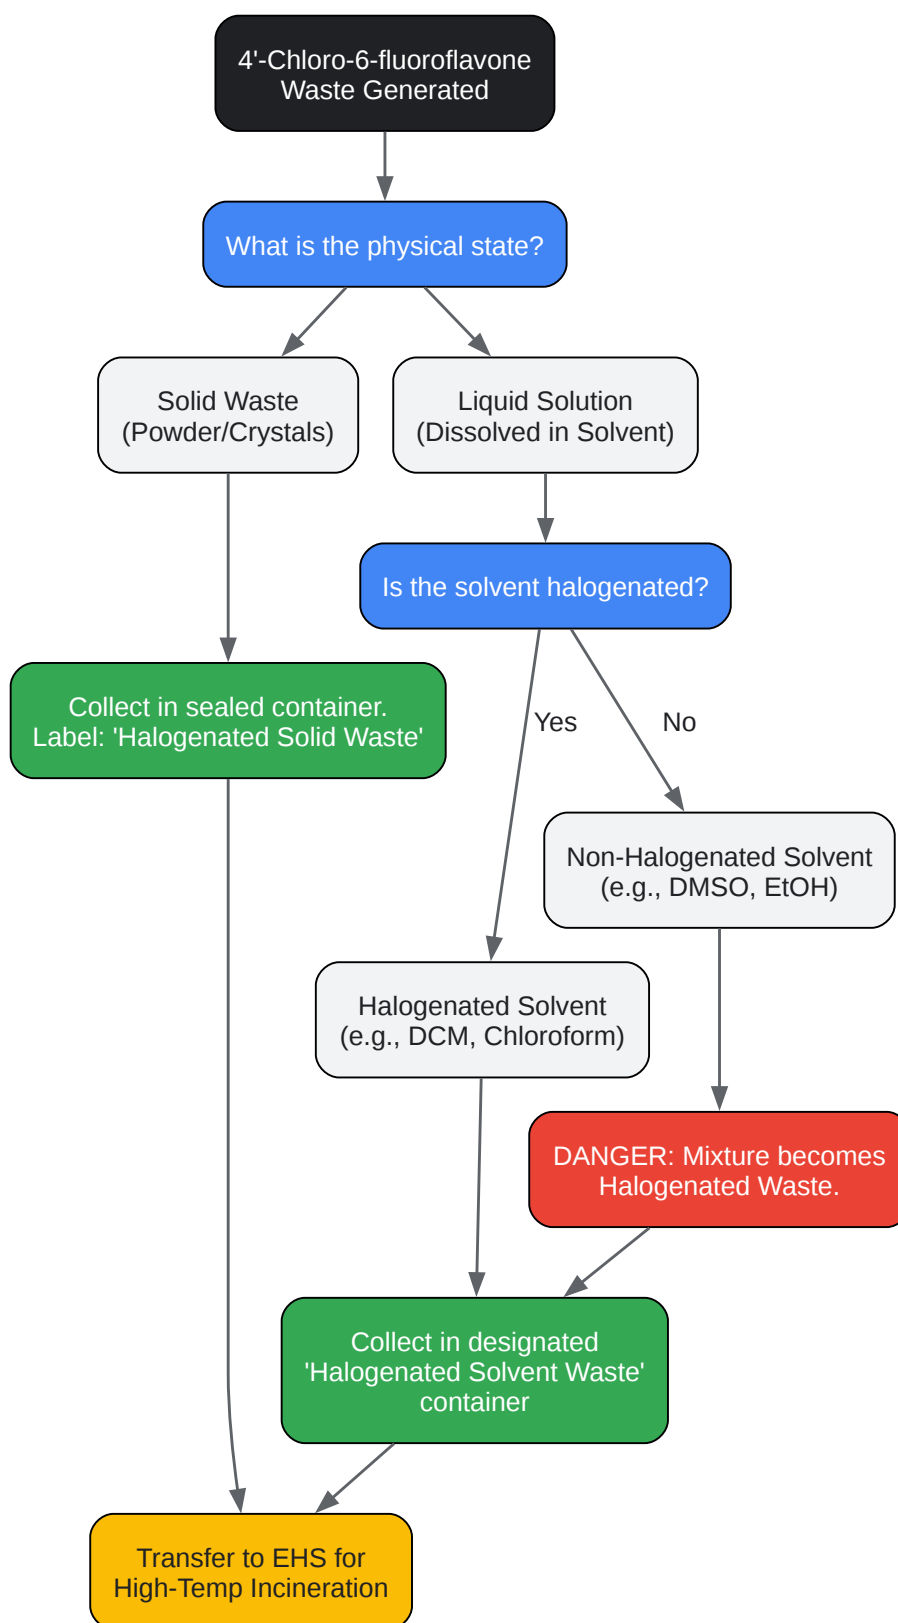 4'-Chloro-6-fluoroflavone
Waste Generated
What is the physical state?
Solid Waste
(Powder/Crystals)
Liquid Solution
(Dissolved in Solvent)
Is the solvent halogenated?
Collect in sealed container.
Label: 'Halogenated Solid Waste'
Yes
No
Non-Halogenated Solvent
(e.g., DMSO, EtOH)
Halogenated Solvent
(e.g., DCM, Chloroform)
DANGER: Mixture becomes
Halogenated Waste.
Collect in designated
'Halogenated Solvent Waste'
container
Transfer to EHS for
High-Temp Incineration